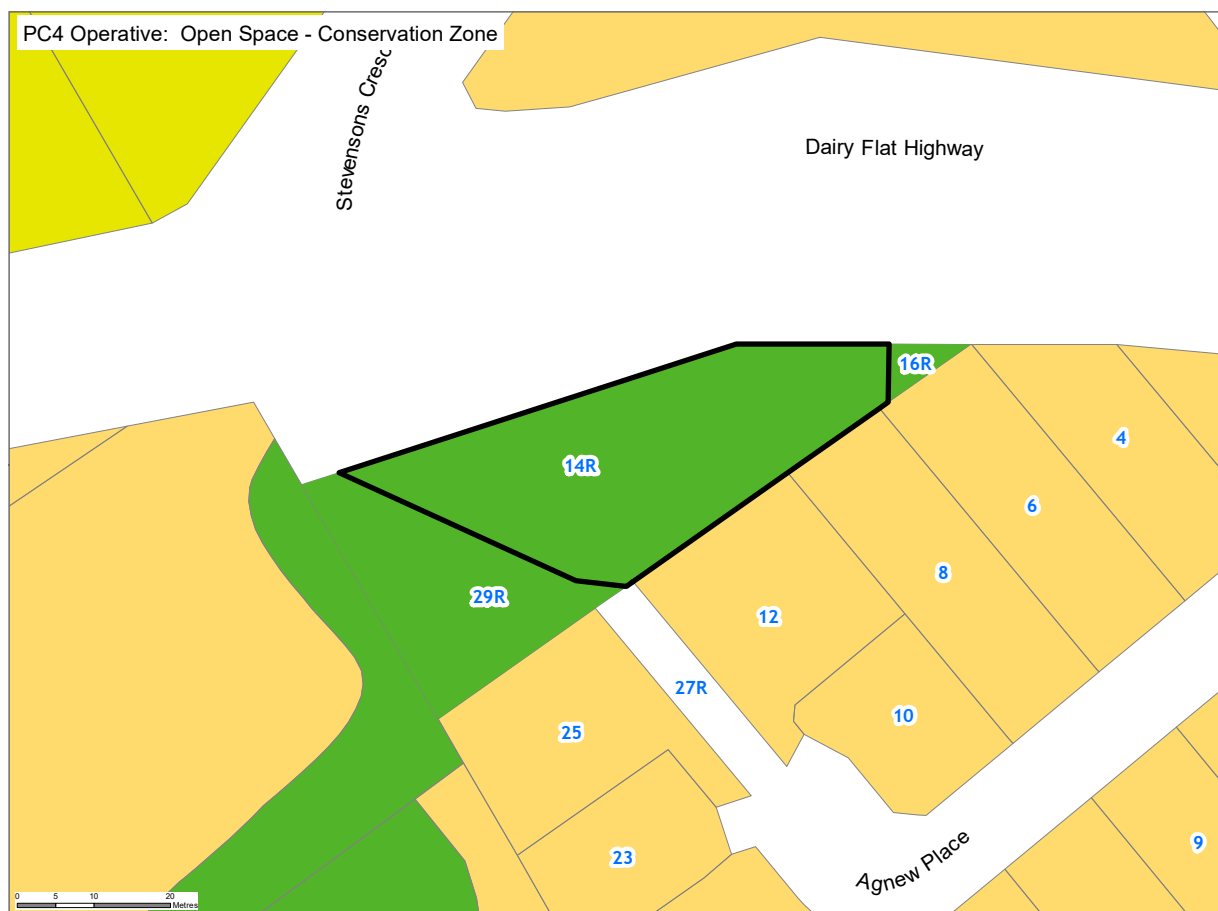 PC4 Operative: Open Space - Conservation Zone
Stevensons Cresc
Dairy Flat Highway
16R
14R
4
6
8
29R
12
27R
10
25
23
9
Agnew Place
0 5 10 20
Metres